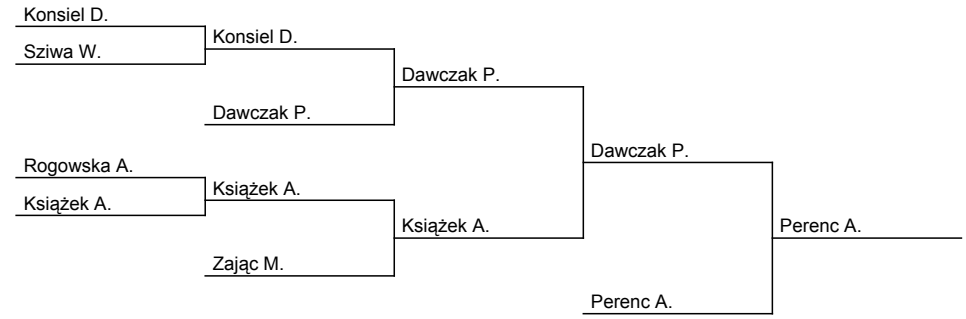 Konsiel D.
Sziwa W.
Konsiel D.
Dawczak P.
Dawczak P.
Rogowska A.
Książek A.
Książek A.
Zając M.
Książek A.
Dawczak P.
Perenc A.
Perenc A.